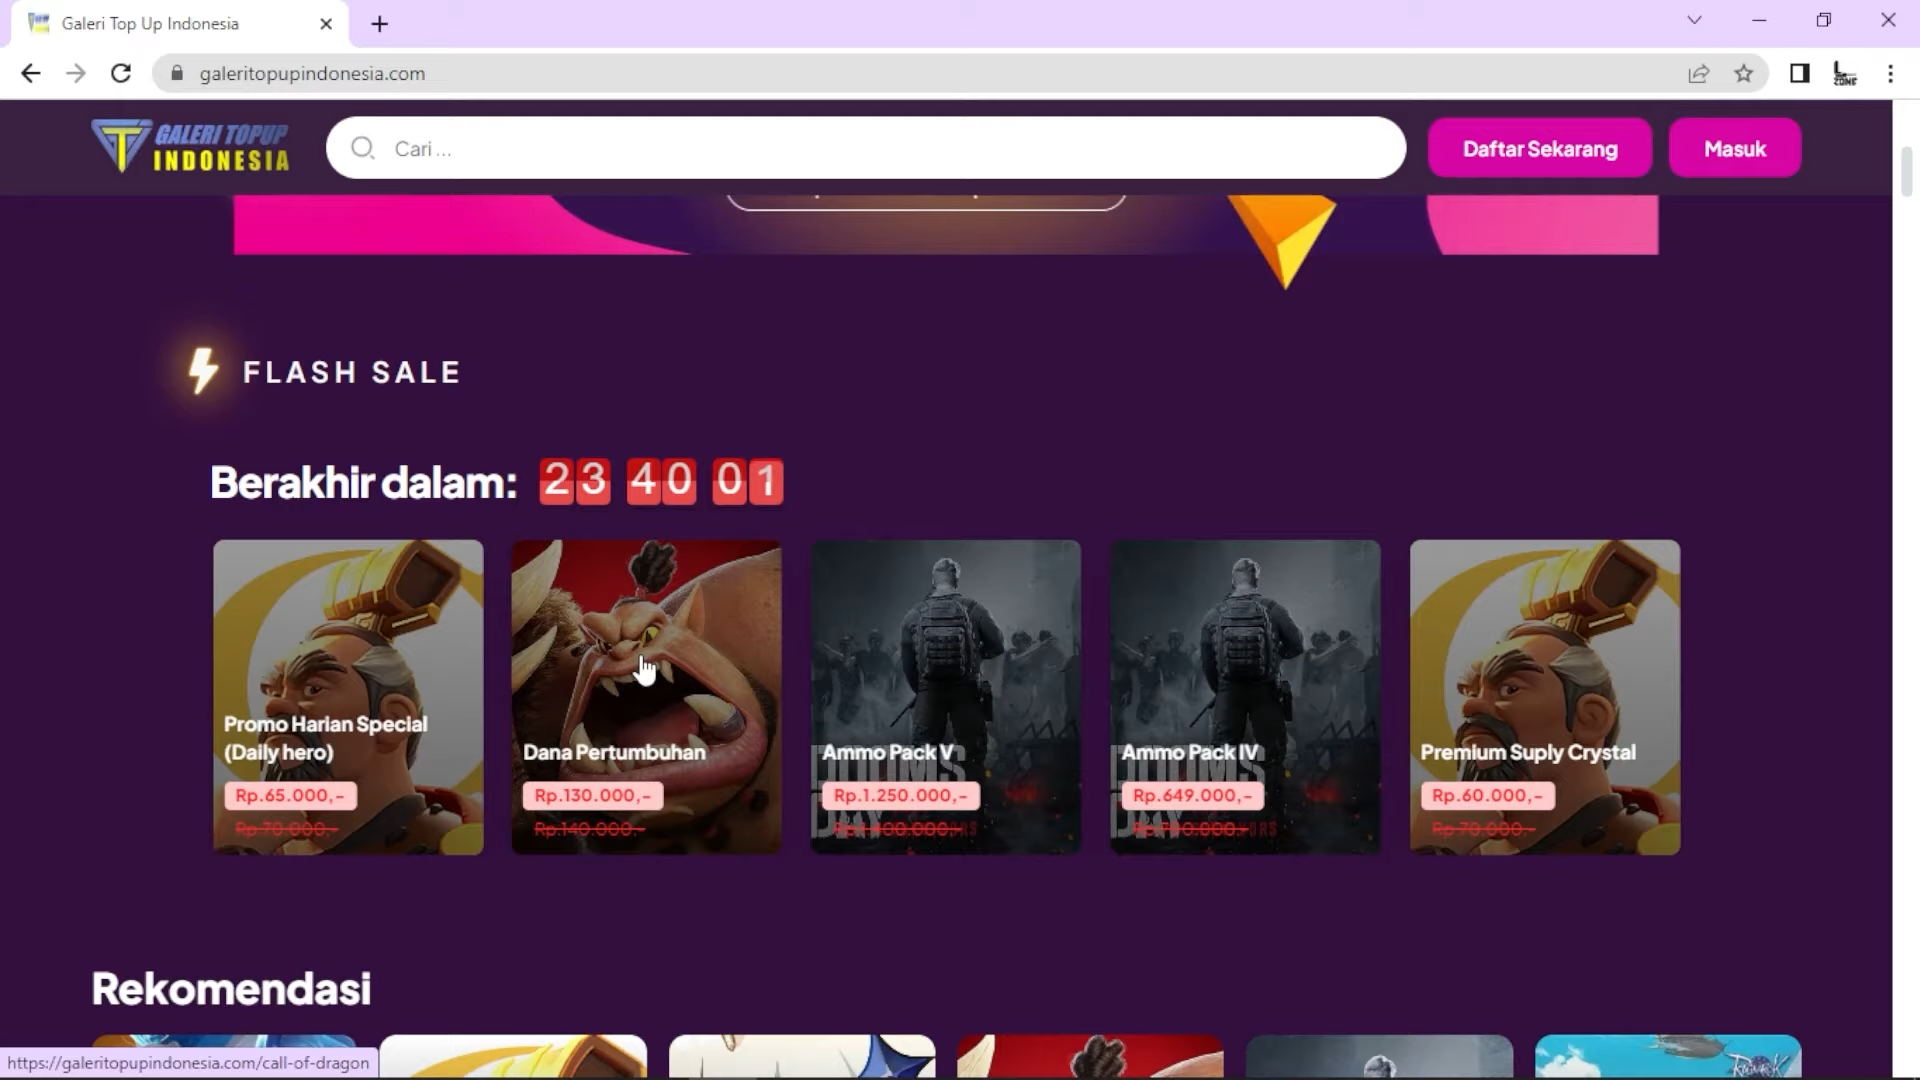 Galeri Top Up Indonesia
galeritopupindonesia.com
L ZONE
GALERI TOPUP
INDONESIA
Cari ...
Daftar Sekarang
Masuk
FLASH SALE
Berakhir dalam: 23 40 01
Promo Harian Special
(Daily hero)
Rp.65.000,-
Rp.70.000,-
Dana Pertumbuhan
Rp.130.000,-
Rp.140.000,-
Ammo Pack V
Rp.1.250.000,-
Ammo Pack IV
Rp.649.000,-
Premium Suply Crystal
Rp.60.000,-
Rp.70.000,-
Rekomendasi
https://galeritopupindonesia.com/call-of-dragon